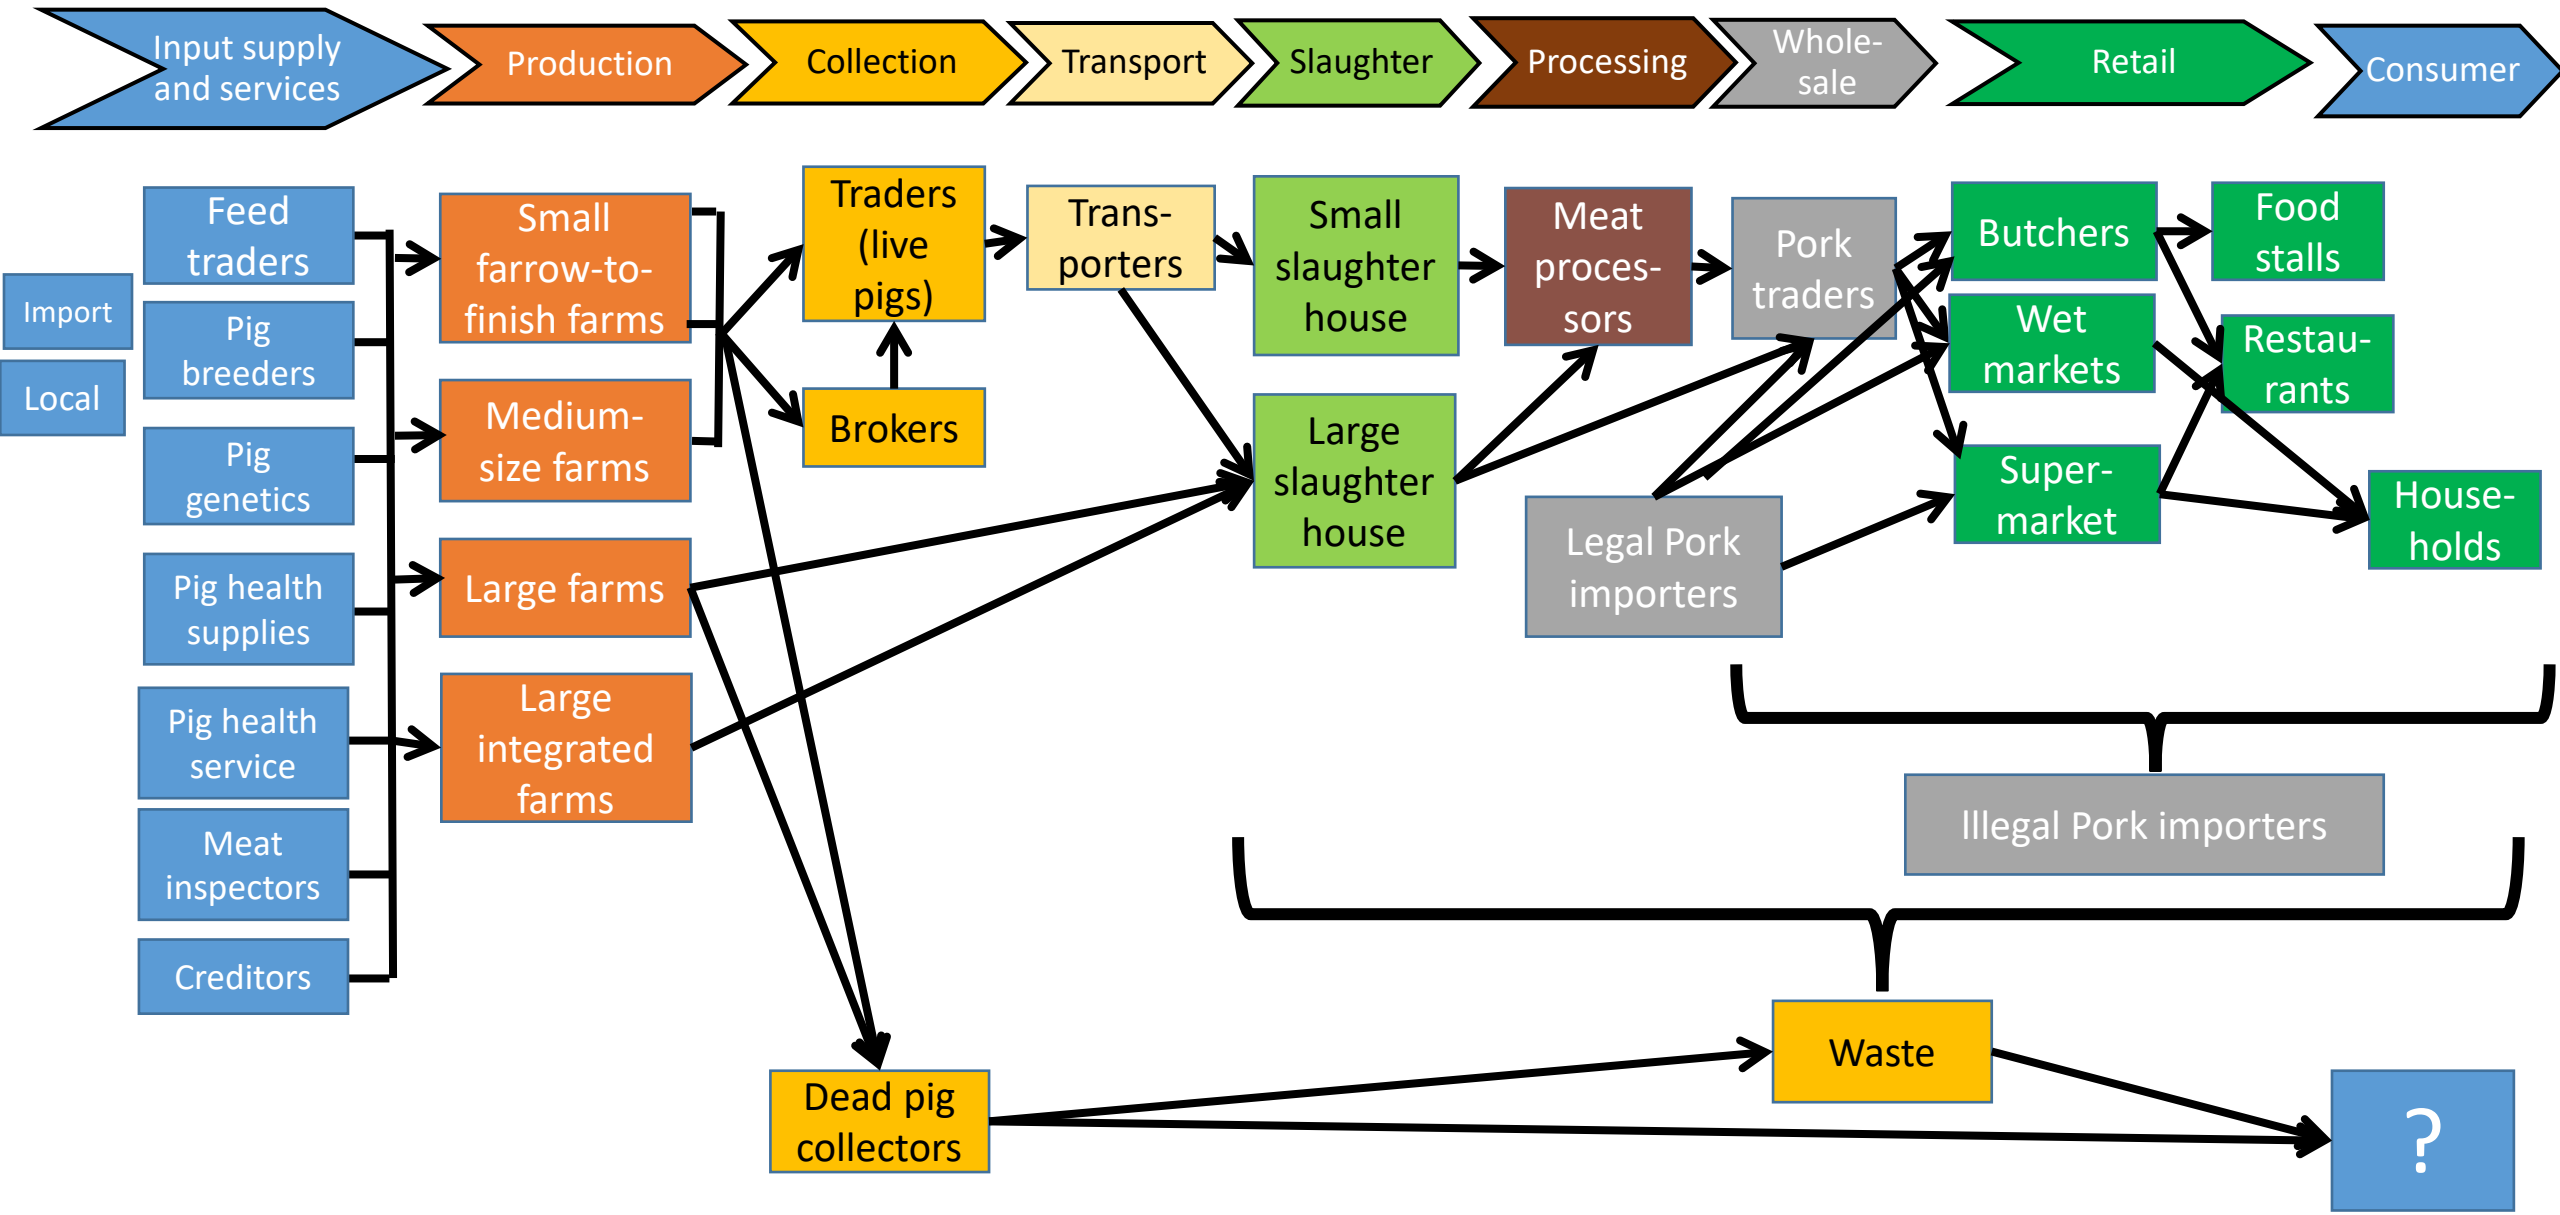 Input supply
and services
Production
Collection
Transport
Slaughter
Processing
Whole-
sale
Retail
Consumer
Import
Local
Feed
traders
Pig
breeders
Pig
genetics
Pig health
supplies
Pig health
service
Meat
inspectors
Creditors
Small
farrow-to-
finish farms
Medium-
size farms
Large farms
Large
integrated
farms
Traders
(live
pigs)
Brokers
Trans-
porters
Small
slaughter
house
Large
slaughter
house
Meat
proces-
sors
Pork
traders
Legal Pork
importers
Butchers
Wet
markets
Super-
market
Food
stalls
Restau-
rants
House-
holds
Illegal Pork importers
Waste
Dead pig
collectors
?